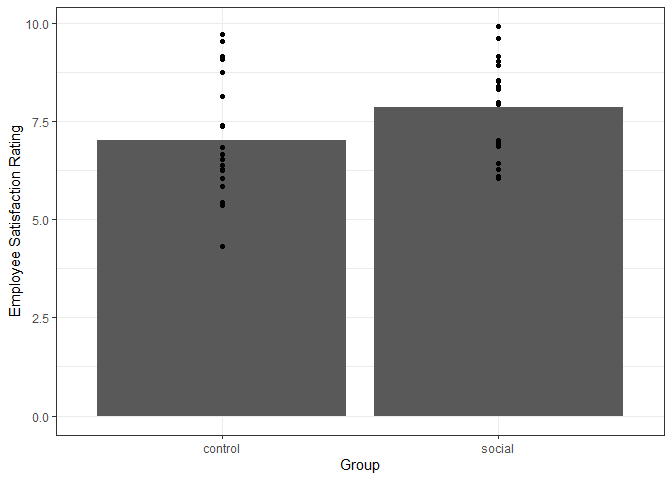 10.0
7.5
5.0
2.5
0.0
Employee Satisfaction Rating
control social
Group